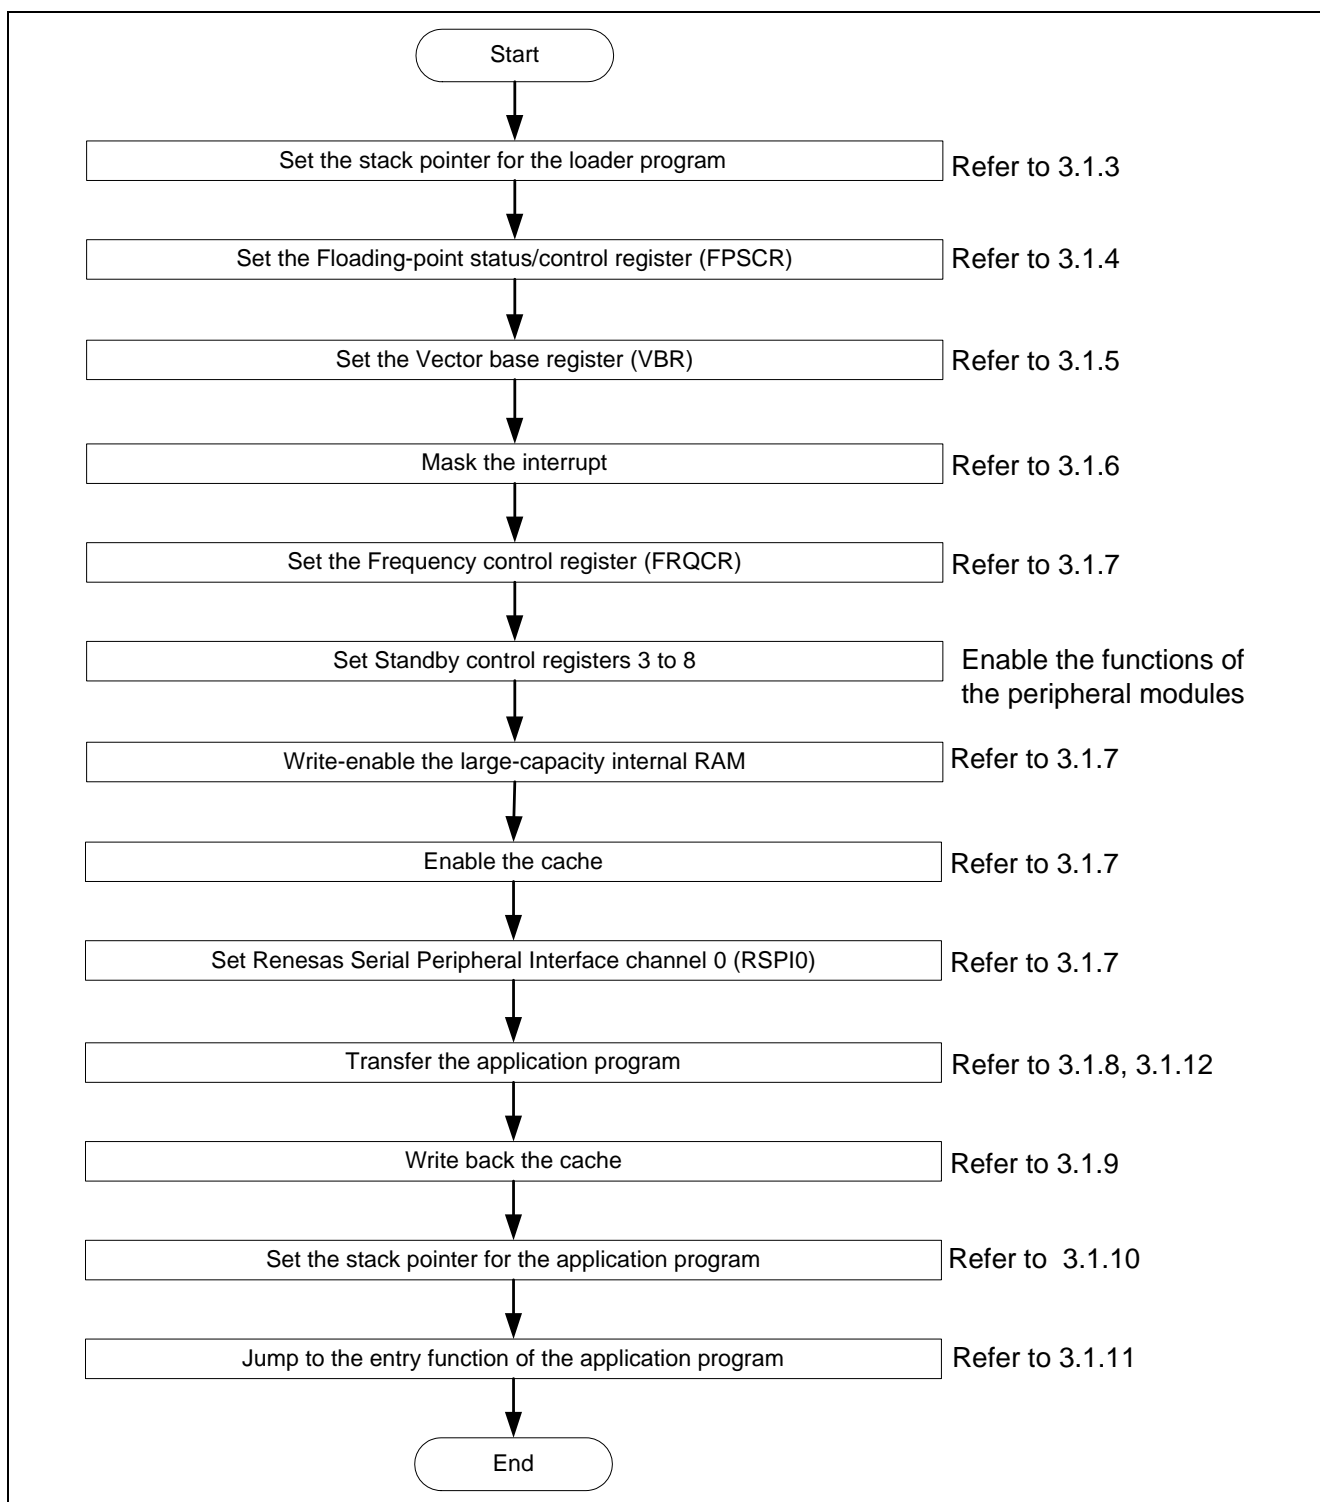 Start
Set the stack pointer for the loader program
Refer to 3.1.3
Set the Floading-point status/control register (FPSCR)
Refer to 3.1.4
Set the Vector base register (VBR)
Refer to 3.1.5
Mask the interrupt
Refer to 3.1.6
Set the Frequency control register (FRQCR)
Refer to 3.1.7
Set Standby control registers 3 to 8
Enable the functions of
the peripheral modules
Write-enable the large-capacity internal RAM
Refer to 3.1.7
Enable the cache
Refer to 3.1.7
Set Renesas Serial Peripheral Interface channel 0 (RSPI0)
Refer to 3.1.7
Transfer the application program
Refer to 3.1.8, 3.1.12
Write back the cache
Refer to 3.1.9
Set the stack pointer for the application program
Refer to  3.1.10
Jump to the entry function of the application program
Refer to 3.1.11
End